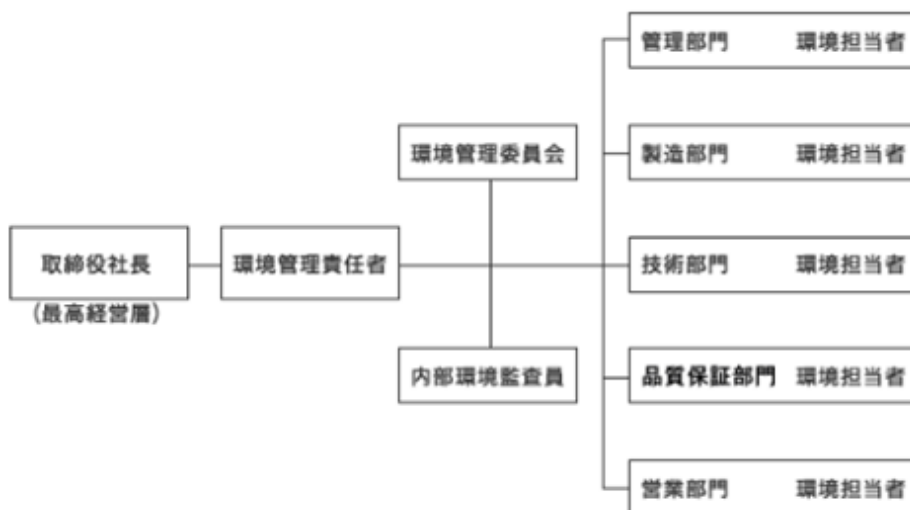 管理部門 環境担当者
環境管理委員会
製造部門 環境担当者
取締役社長
(最高経営層)
環境管理責任者
技術部門 環境担当者
内部環境監査員
品質保証部門 環境担当者
営業部門 環境担当者